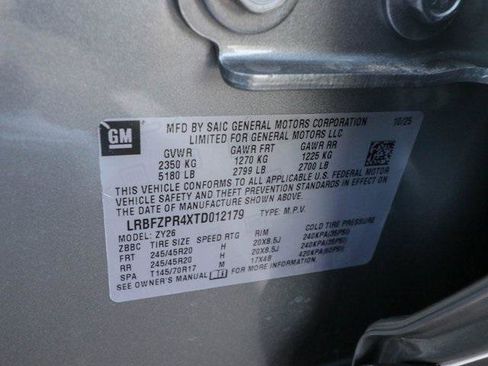 GM
MFD BY SAIC GENERAL MOTORS CORPORATION 10/25
LIMITED FOR GENERAL MOTORS LLC
GVWR GAWR FRT GAWR RR
2350 KG 1270 KG 1225 KG
5180 LB 2799 LB 2700 LB
THIS VEHICLE CONFORMS TO ALL APPLICABLE U.S. FEDERAL MOTOR
VEHICLE SAFETY AND THEFT PREVENTION STANDARDS IN EFFECT ON
THE DATE OF MANUFACTURE SHOWN ABOVE.
LRBFZPR4XTD012179 TYPE: M.P.V.
MODEL: ZY26
ZBBC TIRE SIZE SPEED RTG RIM COLD TIRE PRESSURE
FRT 245/45R20 H 20X8.5J 240KPA(35PSI)
RR 245/45R20 H 20X8.5J 240KPA(35PSI)
SPA T145/70R17 M 17X4B 420KPA(60PSI)
SEE OWNER'S MANUAL FOR MORE INFORMATION